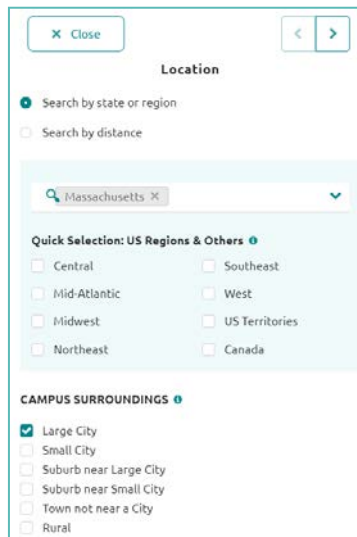 × Close
< >
Location
Search by state or region
Search by distance
Massachusetts ×
Quick Selection: US Regions & Others
Central
Southeast
Mid-Atlantic
West
Midwest
US Territories
Northeast
Canada
CAMPUS SURROUNDINGS
Large City
Small City
Suburb near Large City
Suburb near Small City
Town not near a City
Rural